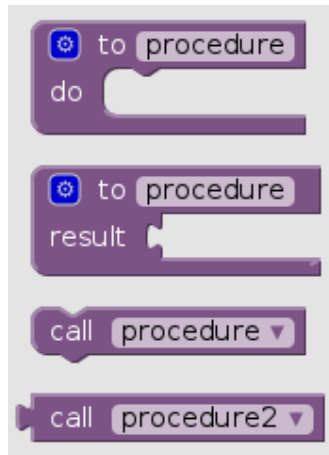 to procedure
do
to procedure
result
call procedure
call procedure2